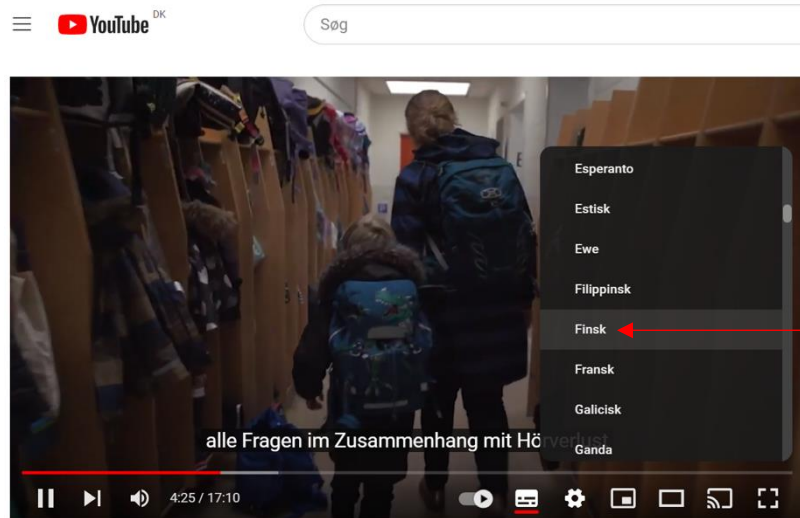 YouTube DK
Søg
Esperanto
Estisk
Ewe
Filippinsk
Finsk
Fransk
Galicisk
Ganda
alle Fragen im Zusammenhang mit Hörverlust
4:25 / 17:10